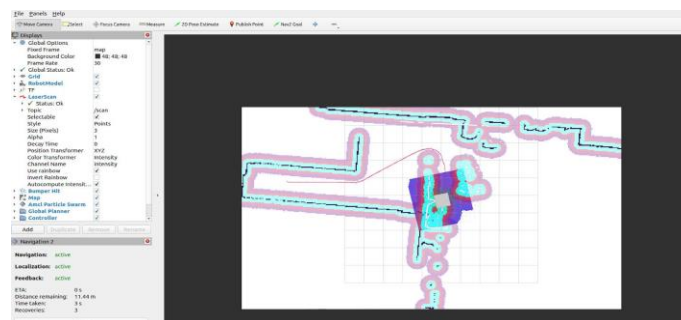 File Panels Help
Move Camera Select Focus Camera Measure 2D Pose Estimate Publish Point Nav2 Goal
Displays
Global Options
Fixed Frame map
Background Color 48; 48; 48
Frame Rate 30
Global Status: Ok
Grid
RobotModel
TF
LaserScan
Status: Ok
Topic /scan
Selectable
Style Points
Size (Pixels) 3
Alpha 1
Decay Time 0
Position Transformer XYZ
Color Transformer Intensity
Channel Name intensity
Use rainbow
Invert Rainbow
Autocompute Intensit...
Bumper Hit
Map
Amcl Particle Swarm
Global Planner
Controller
Add Duplicate Remove Rename
Navigation 2
Navigation: active
Localization: active
Feedback: active
ETA: 0 s
Distance remaining: 11.44 m
Time taken: 3 s
Recoveries: 3